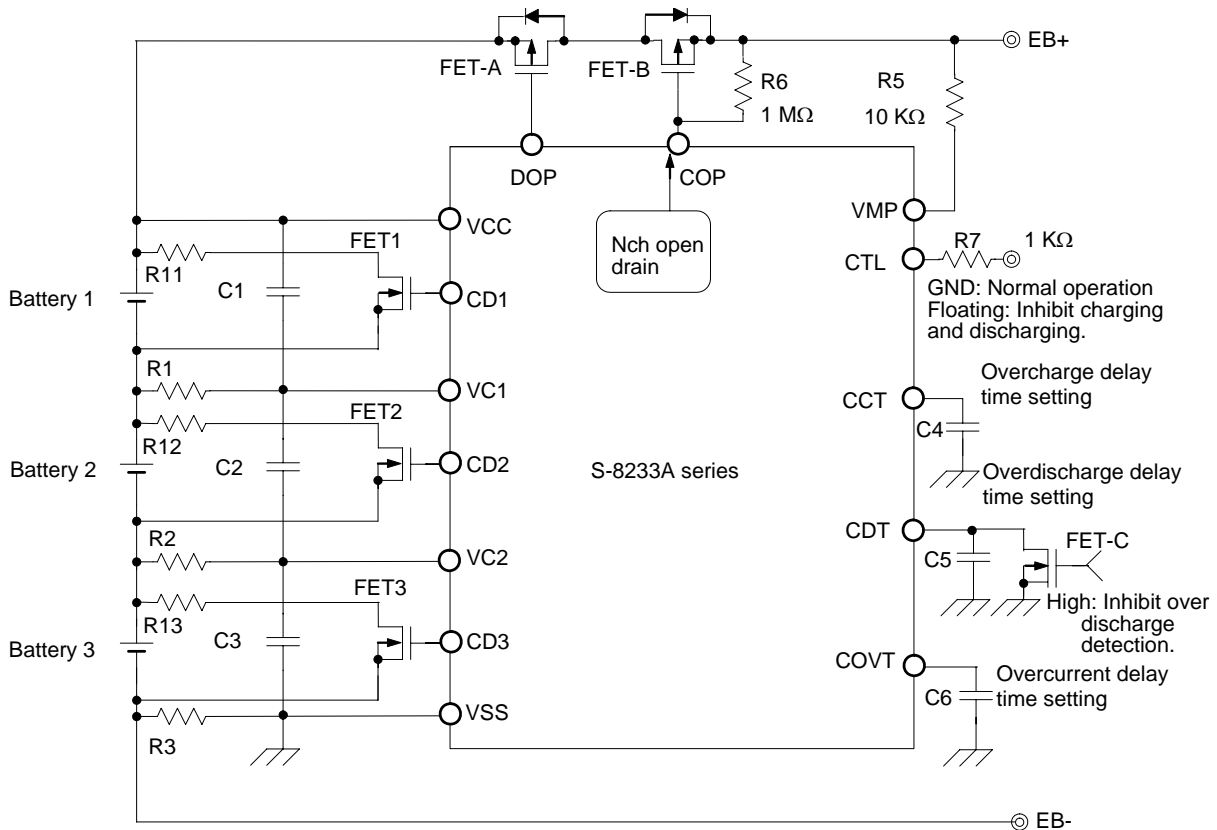 EB+
FET-A
FET-B
R6
1 MΩ
R5
10 KΩ
DOP
COP
VMP
Nch open
drain
VCC
FET1
R11
C1
Battery 1
CD1
R7
1 KΩ
CTL
GND: Normal operation
Floating: Inhibit charging
and discharging.
R1
VC1
FET2
R12
C2
Battery 2
CD2
S-8233A series
Overcharge delay
time setting
CCT
C4
Overdischarge delay
time setting
R2
VC2
FET3
R13
C3
Battery 3
CD3
CDT
C5
FET-C
High: Inhibit over
discharge
detection.
COVT
Overcurrent delay
time setting
C6
VSS
R3
EB-